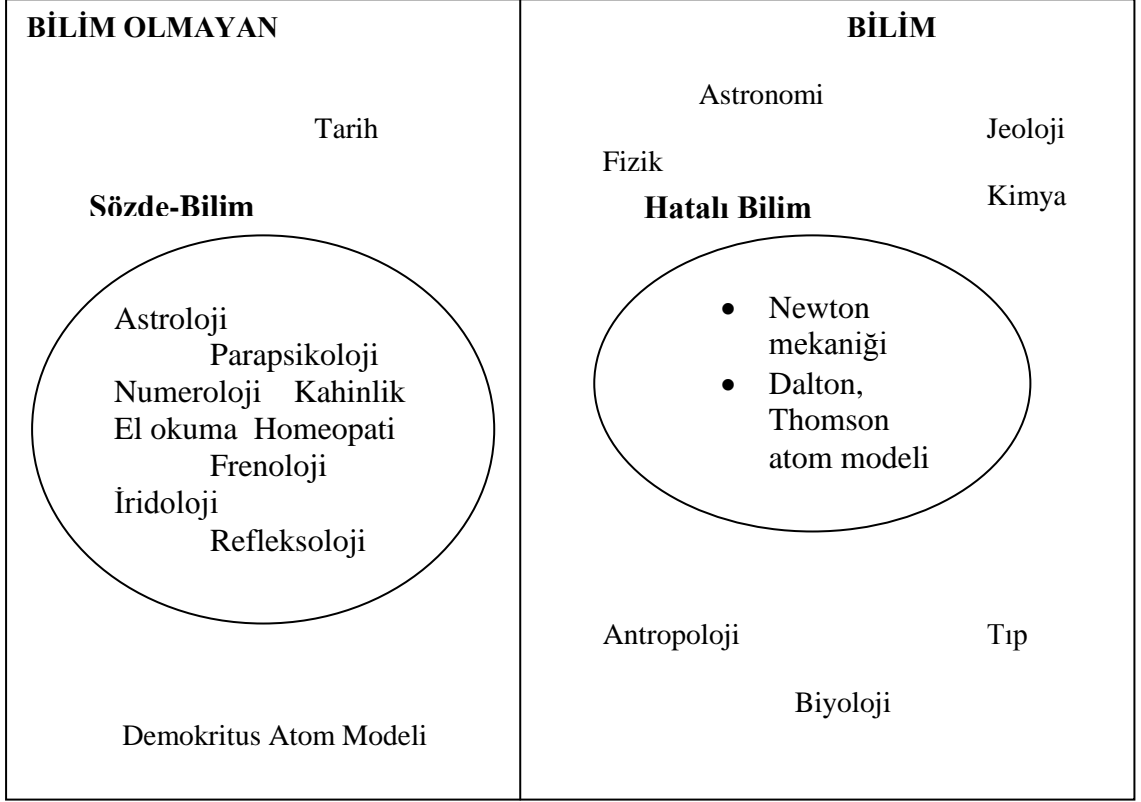 BİLİM OLMAYAN
Tarih
Sözde-Bilim
Astroloji
Parapsikoloji
Numeroloji Kahinlik
El okuma Homeopati
Frenoloji
İridoloji
Refleksoloji
Demokritus Atom Modeli
BİLİM
Astronomi
Jeoloji
Fizik
Kimya
Hatalı Bilim
• Newton
mekaniği
• Dalton,
Thomson
atom modeli
Antropoloji
Tıp
Biyoloji